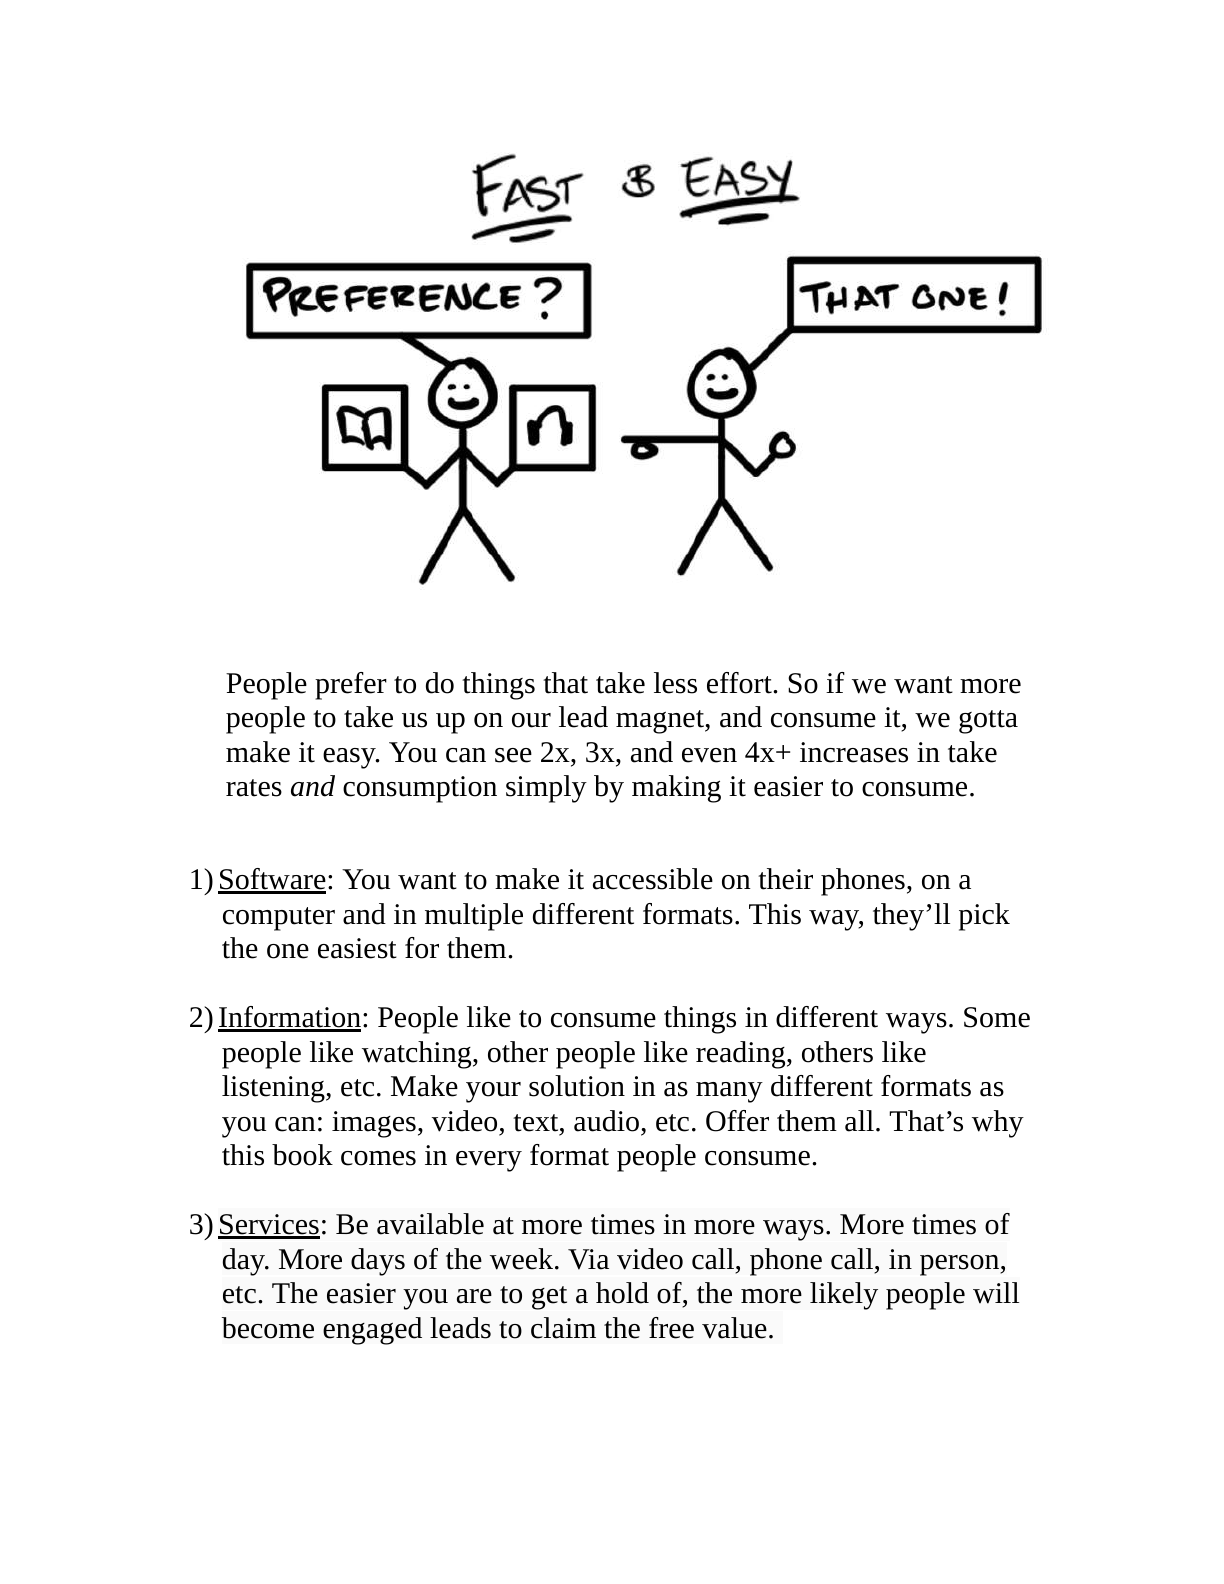 FAST & EASY
PREFERENCE?
THAT ONE!
People prefer to do things that take less effort. So if we want more
people to take us up on our lead magnet, and consume it, we gotta
make it easy. You can see 2x, 3x, and even 4x+ increases in take
rates and consumption simply by making it easier to consume.
1) Software: You want to make it accessible on their phones, on a
computer and in multiple different formats. This way, they’ll pick
the one easiest for them.
2) Information: People like to consume things in different ways. Some
people like watching, other people like reading, others like
listening, etc. Make your solution in as many different formats as
you can: images, video, text, audio, etc. Offer them all. That’s why
this book comes in every format people consume.
3) Services: Be available at more times in more ways. More times of
day. More days of the week. Via video call, phone call, in person,
etc. The easier you are to get a hold of, the more likely people will
become engaged leads to claim the free value.